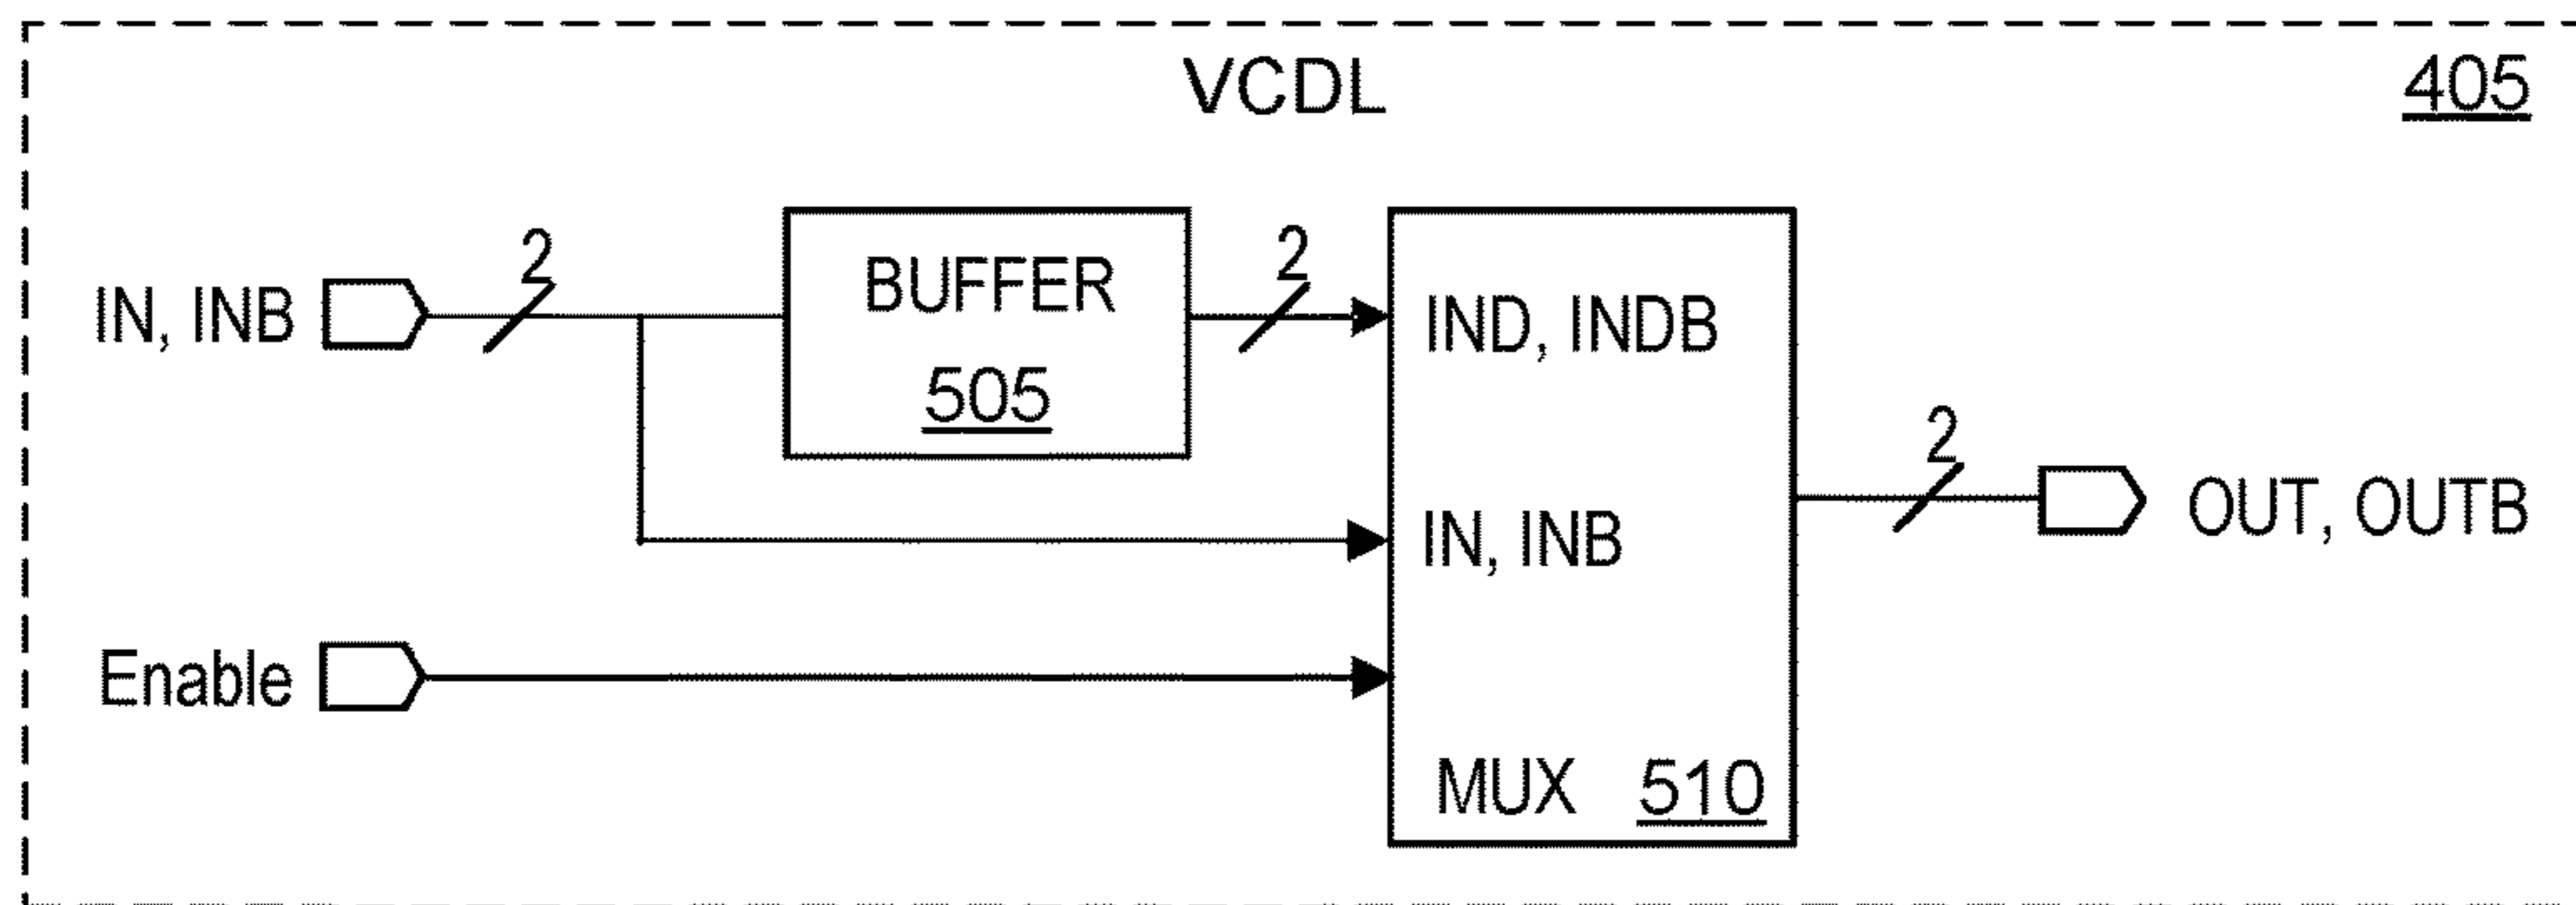 VCDL
405
2
2
IN, INB
BUFFER
505
IND, INDB
2
IN, INB
OUT, OUTB
Enable
MUX 510